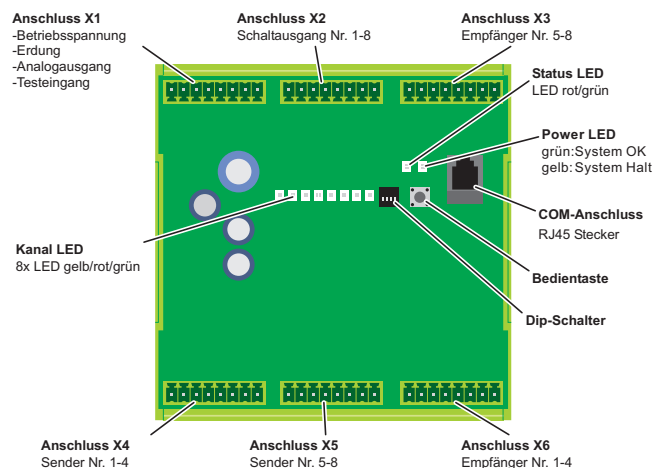 Anschluss X1
-Betriebsspannung
-Erdung
-Analogausgang
-Testeingang
Anschluss X2
Schaltausgang Nr. 1-8
Anschluss X3
Empfänger Nr. 5-8
Status LED
LED rot/grün
Power LED
grün:System OK
gelb: System Halt
COM-Anschluss
RJ45 Stecker
Kanal LED
8x LED gelb/rot/grün
Bedientaste
Dip-Schalter
Anschluss X4
Sender Nr. 1-4
Anschluss X5
Sender Nr. 5-8
Anschluss X6
Empfänger Nr. 1-4